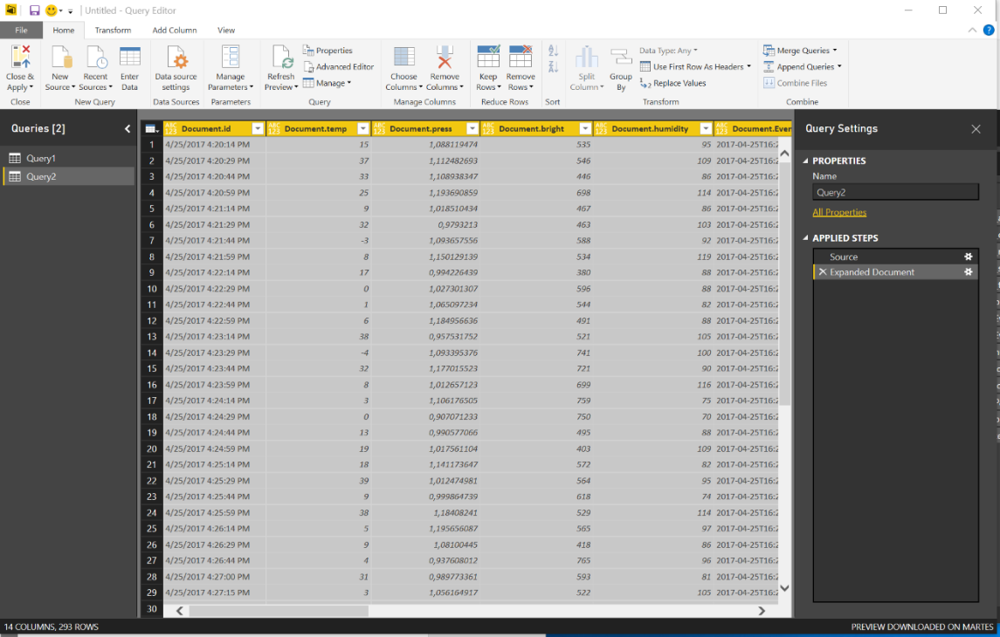 Untitled - Query Editor
File Home Transform Add Column View
Close & Apply New Source Recent Sources Enter Data Data source settings Manage Parameters Refresh Preview Properties Advanced Editor Manage Choose Columns Remove Columns Keep Rows Remove Rows Split Column Group By Data Type: Any Use First Row As Headers Replace Values Merge Queries Append Queries Combine Files
Close New Query Data Sources Parameters Query Manage Columns Reduce Rows Sort Transform Combine
Queries [2]
Query1
Query2
ABC 123 Document.id ABC 123 Document.temp ABC 123 Document.press ABC 123 Document.bright ABC 123 Document.humidity ABC 123 Document.Even
1 4/25/2017 4:20:14 PM 15 1,088119474 535 95 2017-04-25T16:2
2 4/25/2017 4:20:29 PM 37 1,112482693 546 109 2017-04-25T16:2
3 4/25/2017 4:20:44 PM 33 1,108938347 446 86 2017-04-25T16:2
4 4/25/2017 4:20:59 PM 25 1,193690859 698 114 2017-04-25T16:2
5 4/25/2017 4:21:14 PM 9 1,018510434 467 86 2017-04-25T16:2
6 4/25/2017 4:21:29 PM 32 0,9793213 463 103 2017-04-25T16:2
7 4/25/2017 4:21:44 PM -3 1,093657556 588 92 2017-04-25T16:2
8 4/25/2017 4:21:59 PM 8 1,150129139 534 119 2017-04-25T16:2
9 4/25/2017 4:22:14 PM 17 0,994226439 380 88 2017-04-25T16:2
10 4/25/2017 4:22:29 PM 0 1,027301307 596 88 2017-04-25T16:2
11 4/25/2017 4:22:44 PM 1 1,065097234 544 82 2017-04-25T16:2
12 4/25/2017 4:22:59 PM 6 1,184956636 491 88 2017-04-25T16:2
13 4/25/2017 4:23:14 PM 38 0,957531752 521 105 2017-04-25T16:2
14 4/25/2017 4:23:29 PM -4 1,093395376 741 100 2017-04-25T16:2
15 4/25/2017 4:23:44 PM 32 1,177015523 721 90 2017-04-25T16:2
16 4/25/2017 4:23:59 PM 8 1,012657123 699 116 2017-04-25T16:2
17 4/25/2017 4:24:14 PM 3 1,106176505 759 75 2017-04-25T16:2
18 4/25/2017 4:24:29 PM 0 0,907071233 750 70 2017-04-25T16:2
19 4/25/2017 4:24:44 PM 13 0,990577066 495 88 2017-04-25T16:2
20 4/25/2017 4:24:59 PM 19 1,017561104 403 109 2017-04-25T16:2
21 4/25/2017 4:25:14 PM 18 1,141173647 572 82 2017-04-25T16:2
22 4/25/2017 4:25:29 PM 39 1,012474981 564 95 2017-04-25T16:2
23 4/25/2017 4:25:44 PM 9 0,999864739 618 74 2017-04-25T16:2
24 4/25/2017 4:25:59 PM 38 1,18408241 529 114 2017-04-25T16:2
25 4/25/2017 4:26:14 PM 5 1,195656087 565 97 2017-04-25T16:2
26 4/25/2017 4:26:29 PM 9 1,08100445 418 86 2017-04-25T16:2
27 4/25/2017 4:26:44 PM 4 0,937608012 765 96 2017-04-25T16:2
28 4/25/2017 4:27:00 PM 31 0,989773361 593 81 2017-04-25T16:2
29 4/25/2017 4:27:15 PM 3 1,056164917 522 105 2017-04-25T16:2
30
Query Settings
PROPERTIES
Name
Query2
All Properties
APPLIED STEPS
Source
Expanded Document
14 COLUMNS, 293 ROWS PREVIEW DOWNLOADED ON MARTES